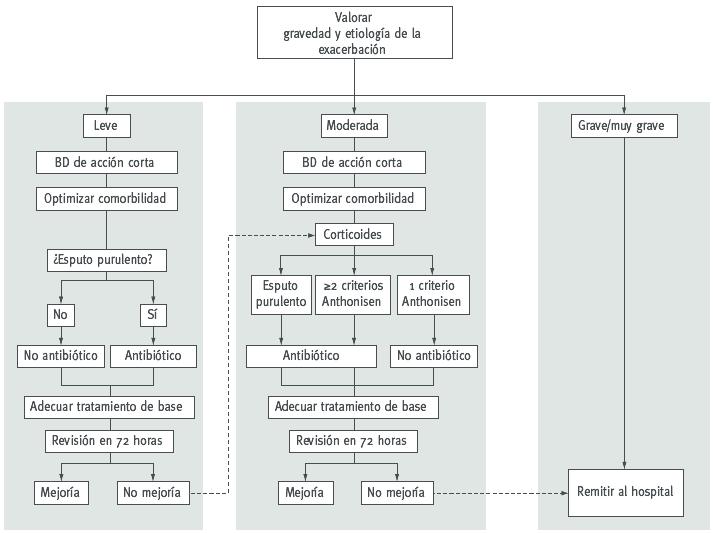 Valorar
gravedad y etiología de la
exacerbación
Leve
BD de acción corta
Optimizar comorbilidad
¿Esputo purulento?
No
Sí
No antibiótico
Antibiótico
Adecuar tratamiento de base
Revisión en 72 horas
Mejoría
No mejoría
Moderada
BD de acción corta
Optimizar comorbilidad
Corticoides
Esputo
purulento
≥2 criterios
Anthonisen
1 criterio
Anthonisen
Antibiótico
No antibiótico
Adecuar tratamiento de base
Revisión en 72 horas
Mejoría
No mejoría
Grave/muy grave
Remitir al hospital